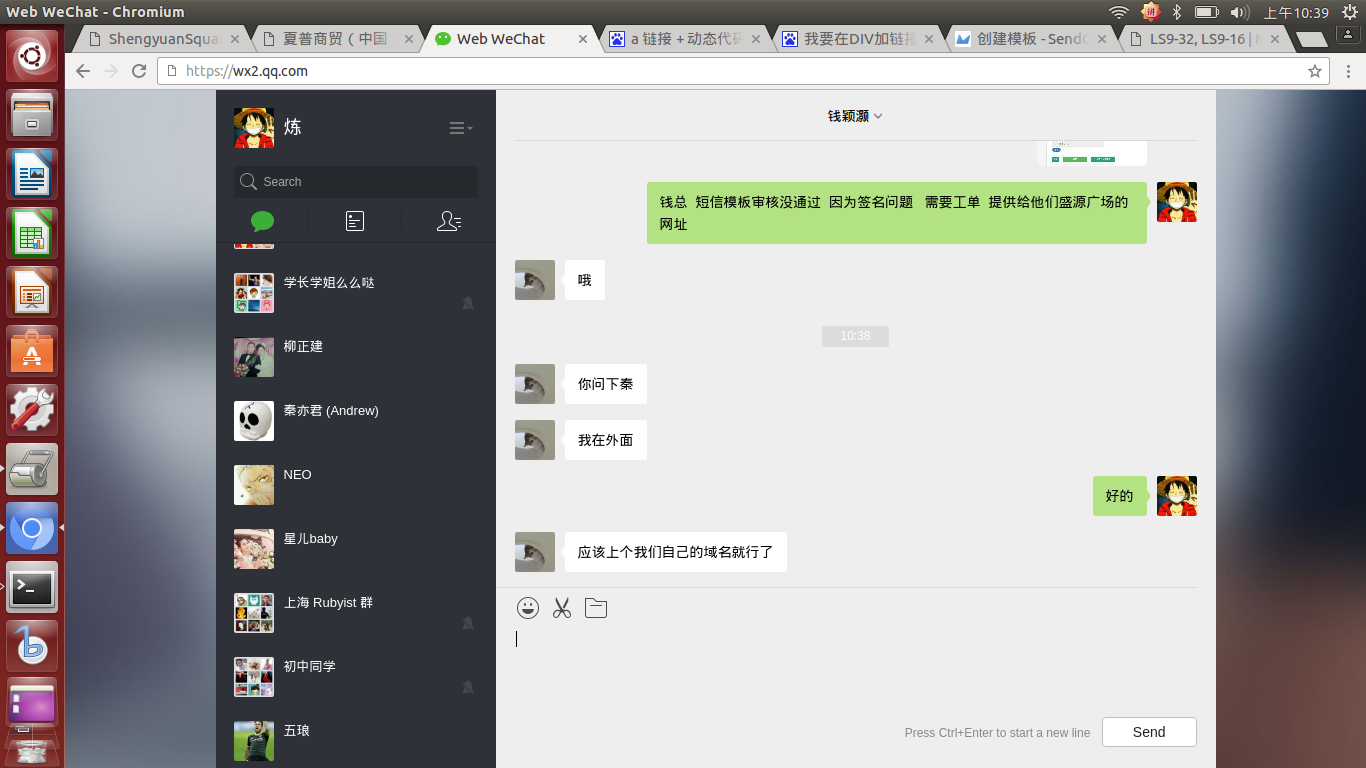 Web WeChat - Chromium
上午10:39
ShengyuanSqua
夏普商贸（中国
Web WeChat
a 链接 + 动态代
我要在DIV加链接
创建模板 - SendC
LS9-32, LS9-16 |
https://wx2.qq.com
炼
Search
学长学姐么么哒
柳正建
秦亦君 (Andrew)
NEO
星儿baby
上海 Rubyist 群
初中同学
五琅
钱颖灏
钱总 短信模板审核没通过 因为签名问题 需要工单 提供给他们盛源广场的
网址
哦
10:38
你问下秦
我在外面
好的
应该上个我们自己的域名就行了
Press Ctrl+Enter to start a new line
Send